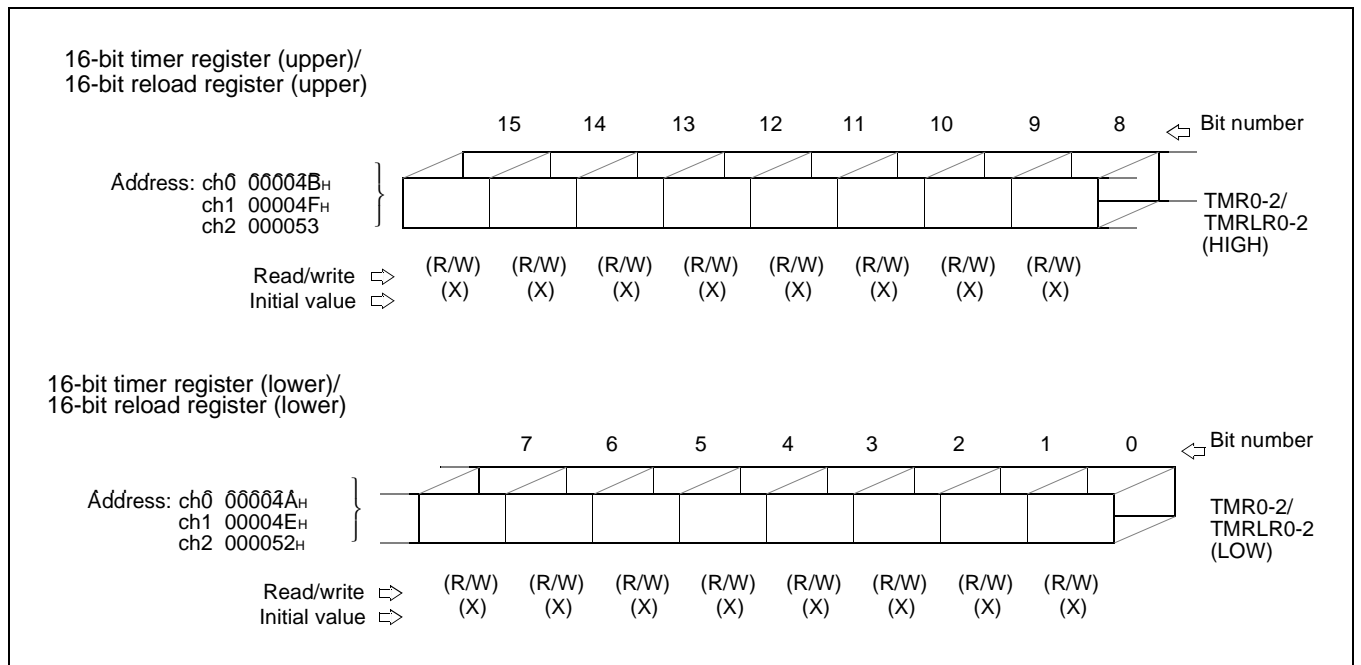 16-bit timer register (upper)/
16-bit reload register (upper)
15 14 13 12 11 10 9 8 Bit number
Address: ch0 00004BH
ch1 00004FH
ch2 000053
TMR0-2/
TMRLR0-2
(HIGH)
Read/write (R/W) (R/W) (R/W) (R/W) (R/W) (R/W) (R/W) (R/W)
Initial value (X) (X) (X) (X) (X) (X) (X) (X)
16-bit timer register (lower)/
16-bit reload register (lower)
7 6 5 4 3 2 1 0 Bit number
Address: ch0 00004AH
ch1 00004EH
ch2 000052H
TMR0-2/
TMRLR0-2
(LOW)
Read/write (R/W) (R/W) (R/W) (R/W) (R/W) (R/W) (R/W) (R/W)
Initial value (X) (X) (X) (X) (X) (X) (X) (X)